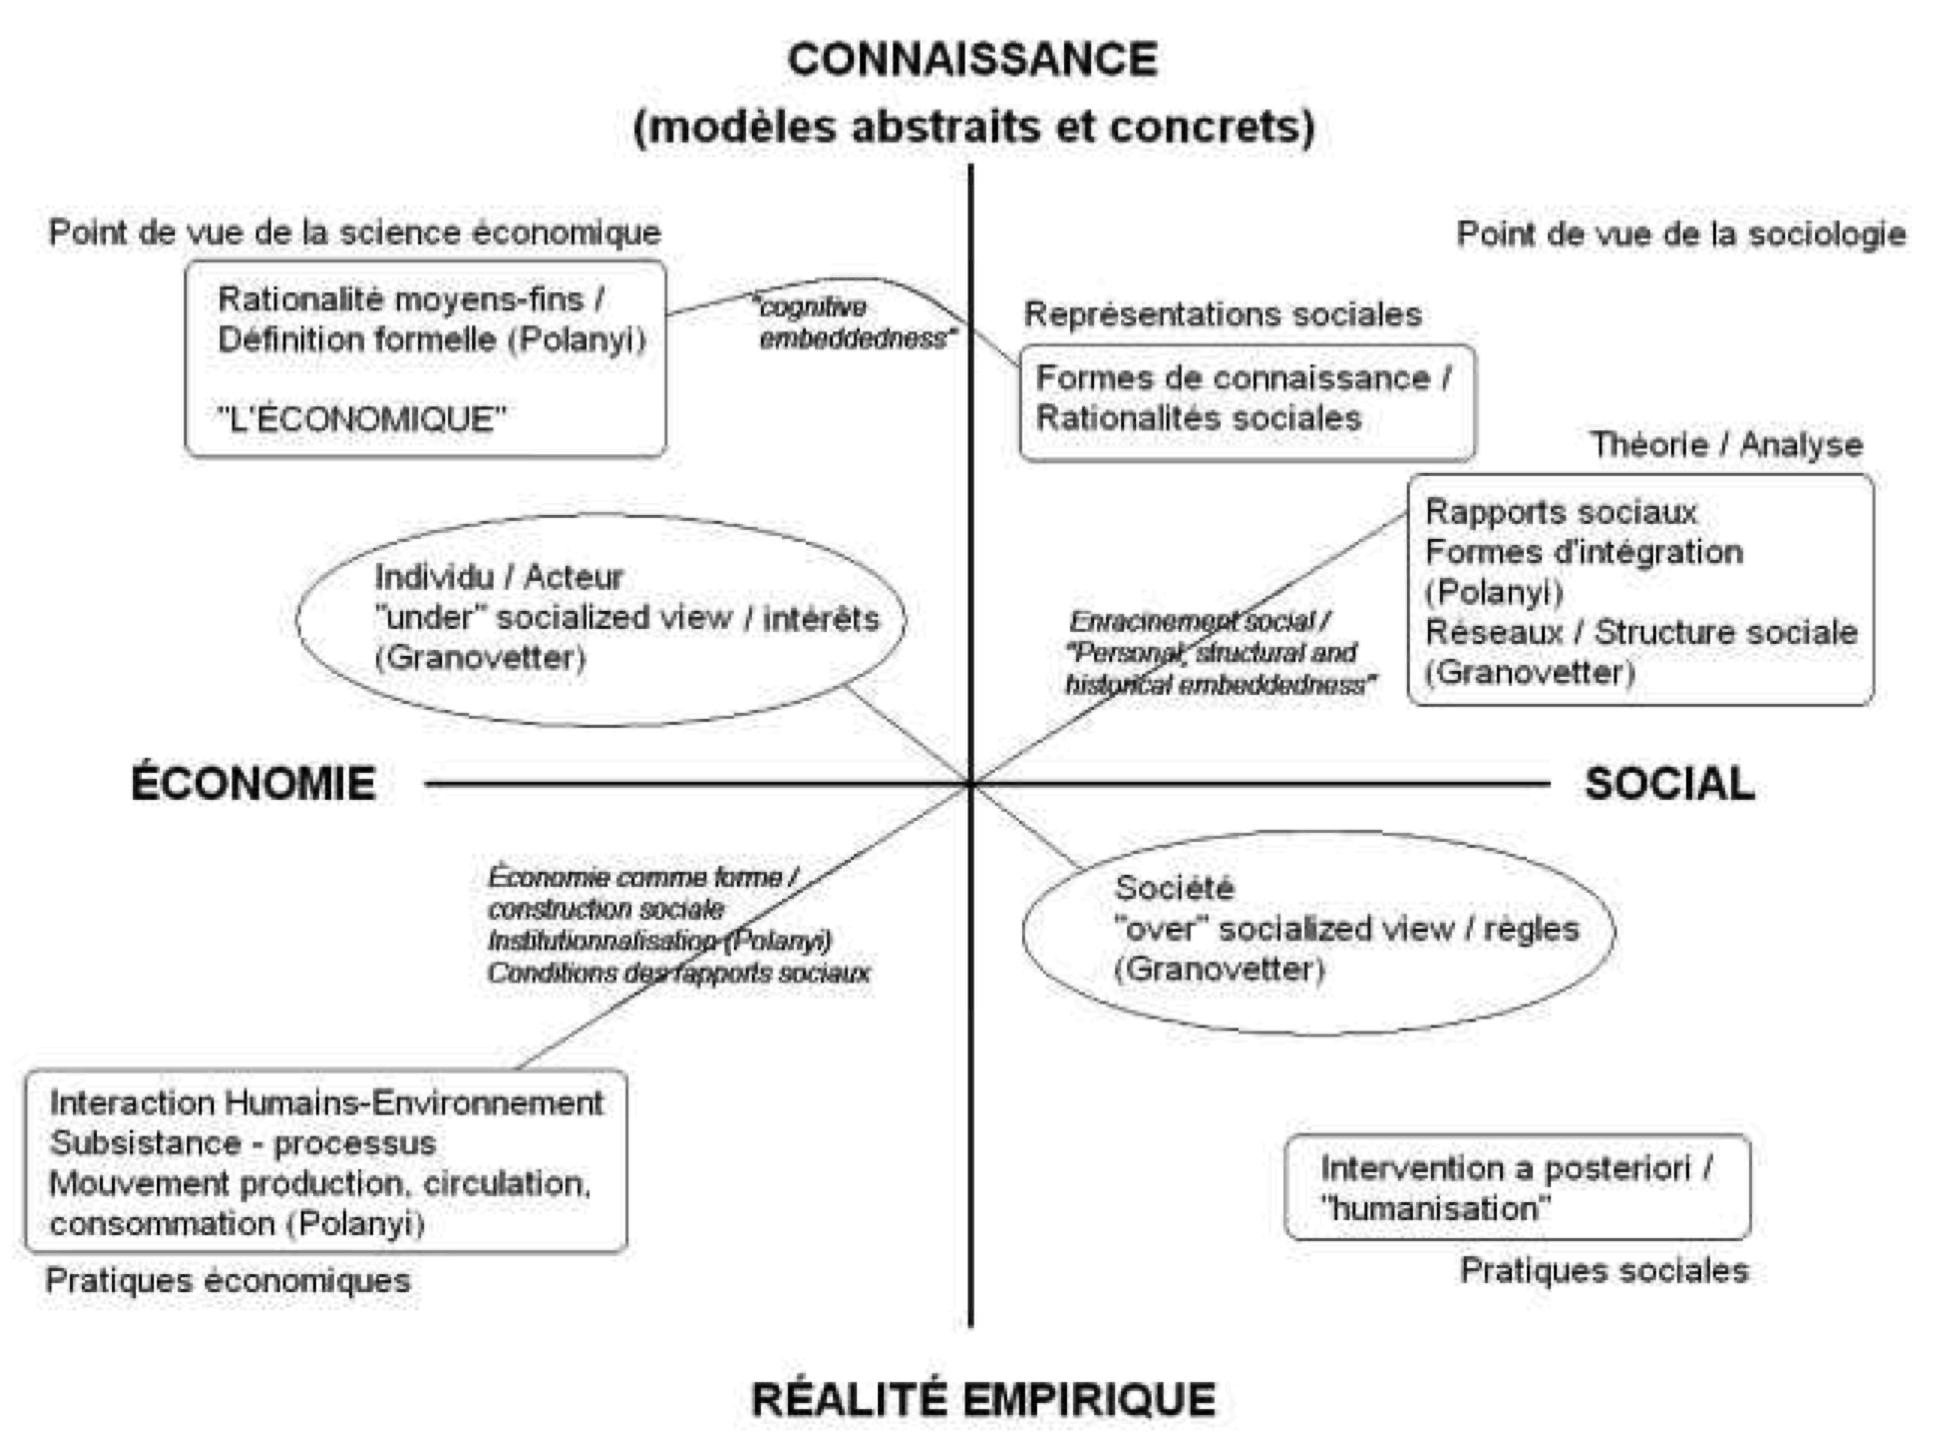 CONNAISSANCE
(modèles abstraits et concrets)
Point de vue de la science économique
Point de vue de la sociologie
Rationalité moyens-fins /
Définition formelle (Polanyi)
"L'ÉCONOMIQUE"
"cognitive
embeddedness"
Représentations sociales
Formes de connaissance /
Rationalités sociales
Théorie / Analyse
Rapports sociaux
Formes d'intégration
(Polanyi)
Réseaux / Structure sociale
(Granovetter)
Individu / Acteur
"under" socialized view / intérêts
(Granovetter)
Enracinement social /
"Personal, structural and
historical embeddedness"
ÉCONOMIE
SOCIAL
Économie comme forme /
construction sociale
Institutionnalisation (Polanyi)
Conditions des rapports sociaux
Société
"over" socialized view / règles
(Granovetter)
Interaction Humains-Environnement
Subsistance - processus
Mouvement production, circulation,
consommation (Polanyi)
Pratiques économiques
Intervention a posteriori /
"humanisation"
Pratiques sociales
RÉALITÉ EMPIRIQUE